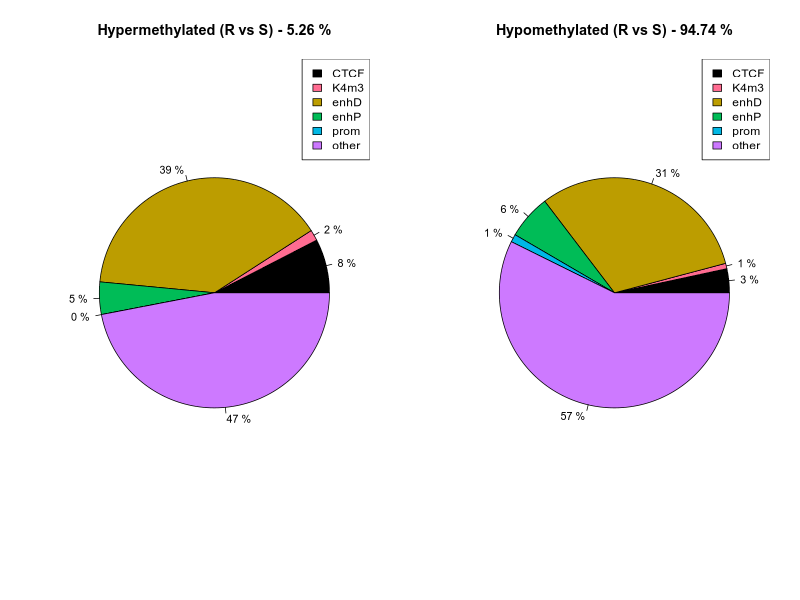 Hypermethylated (R vs S) - 5.26 %
CTCF
K4m3
enhD
enhP
prom
other
39 %
2 %
8 %
5 %
0 %
47 %
Hypomethylated (R vs S) - 94.74 %
CTCF
K4m3
enhD
enhP
prom
other
31 %
6 %
1 %
1 %
3 %
57 %